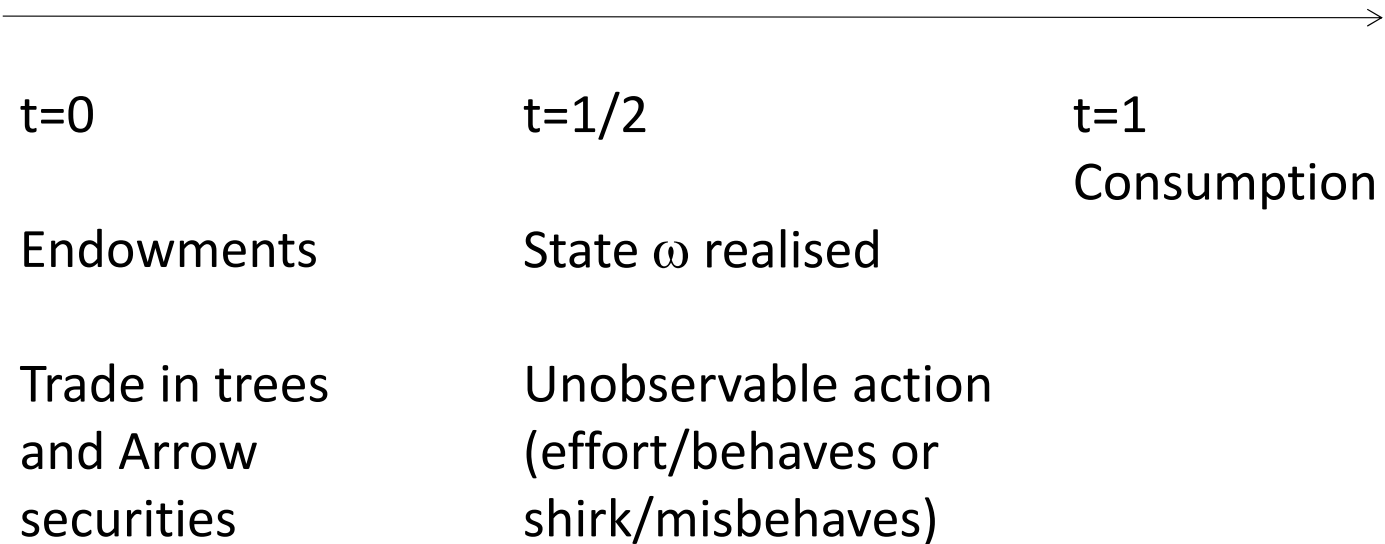 t=0
t=1/2
t=1
Consumption
Endowments
State ω realised
Trade in trees
and Arrow
securities
Unobservable action
(effort/behaves or
shirk/misbehaves)